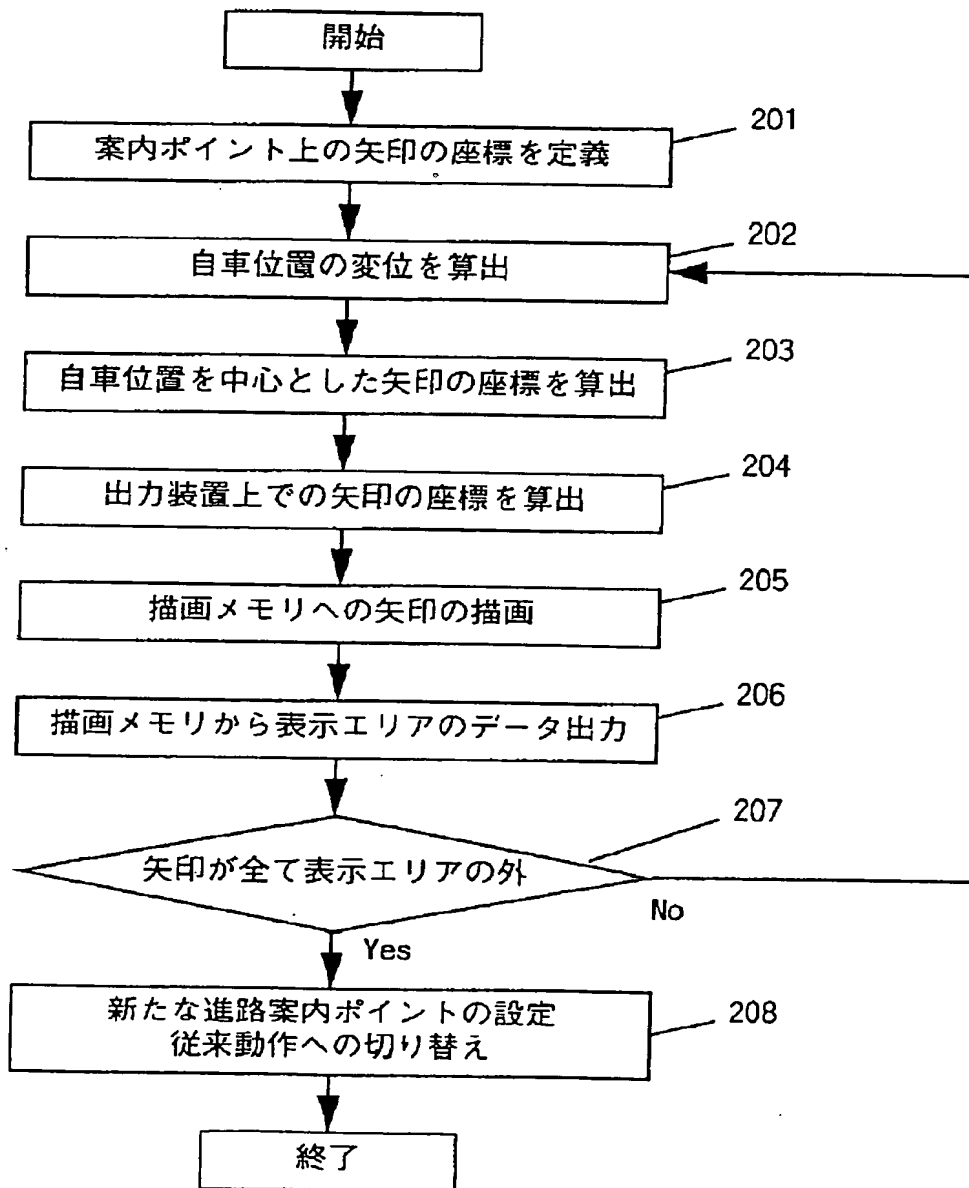 開始
201
案内ポイント上の矢印の座標を定義
202
自車位置の変位を算出
203
自車位置を中心とした矢印の座標を算出
204
出力装置上での矢印の座標を算出
205
描画メモリへの矢印の描画
206
描画メモリから表示エリアのデータ出力
207
矢印が全て表示エリアの外
No
Yes
新たな進路案内ポイントの設定
従来動作への切り替え
208
終了